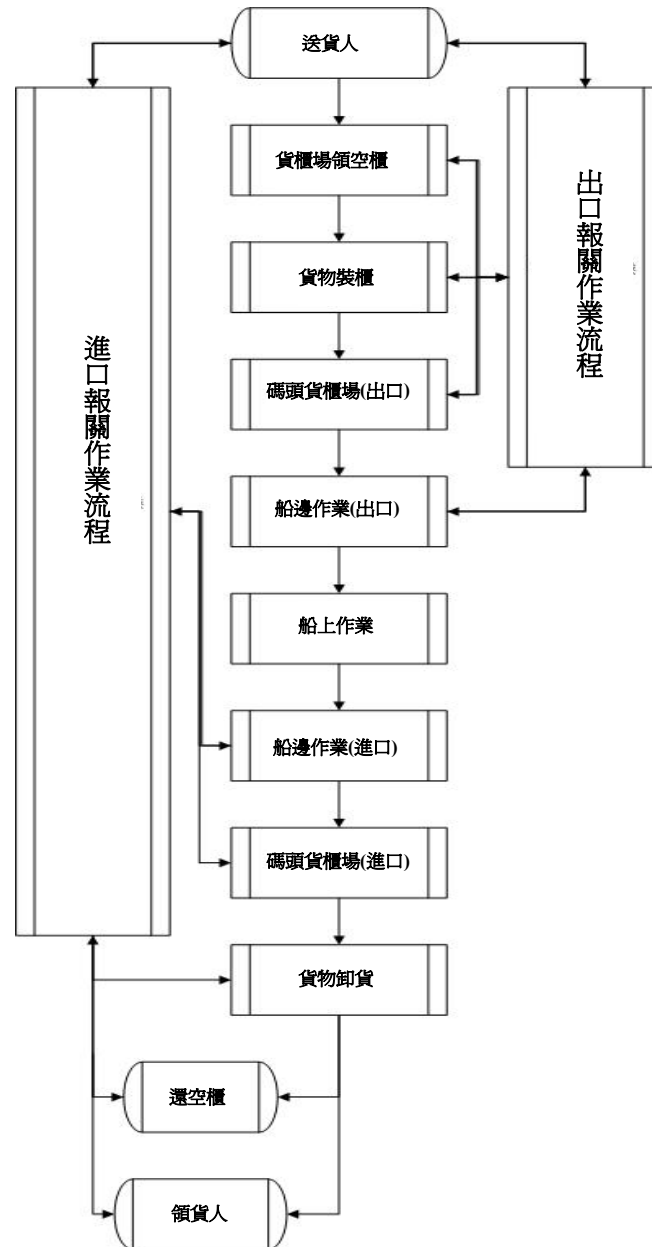 送貨人
貨櫃場領空櫃
貨物裝櫃
碼頭貨櫃場(出口)
船邊作業(出口)
船上作業
船邊作業(進口)
碼頭貨櫃場(進口)
貨物卸貨
還空櫃
領貨人
進口報關作業流程
出口報關作業流程